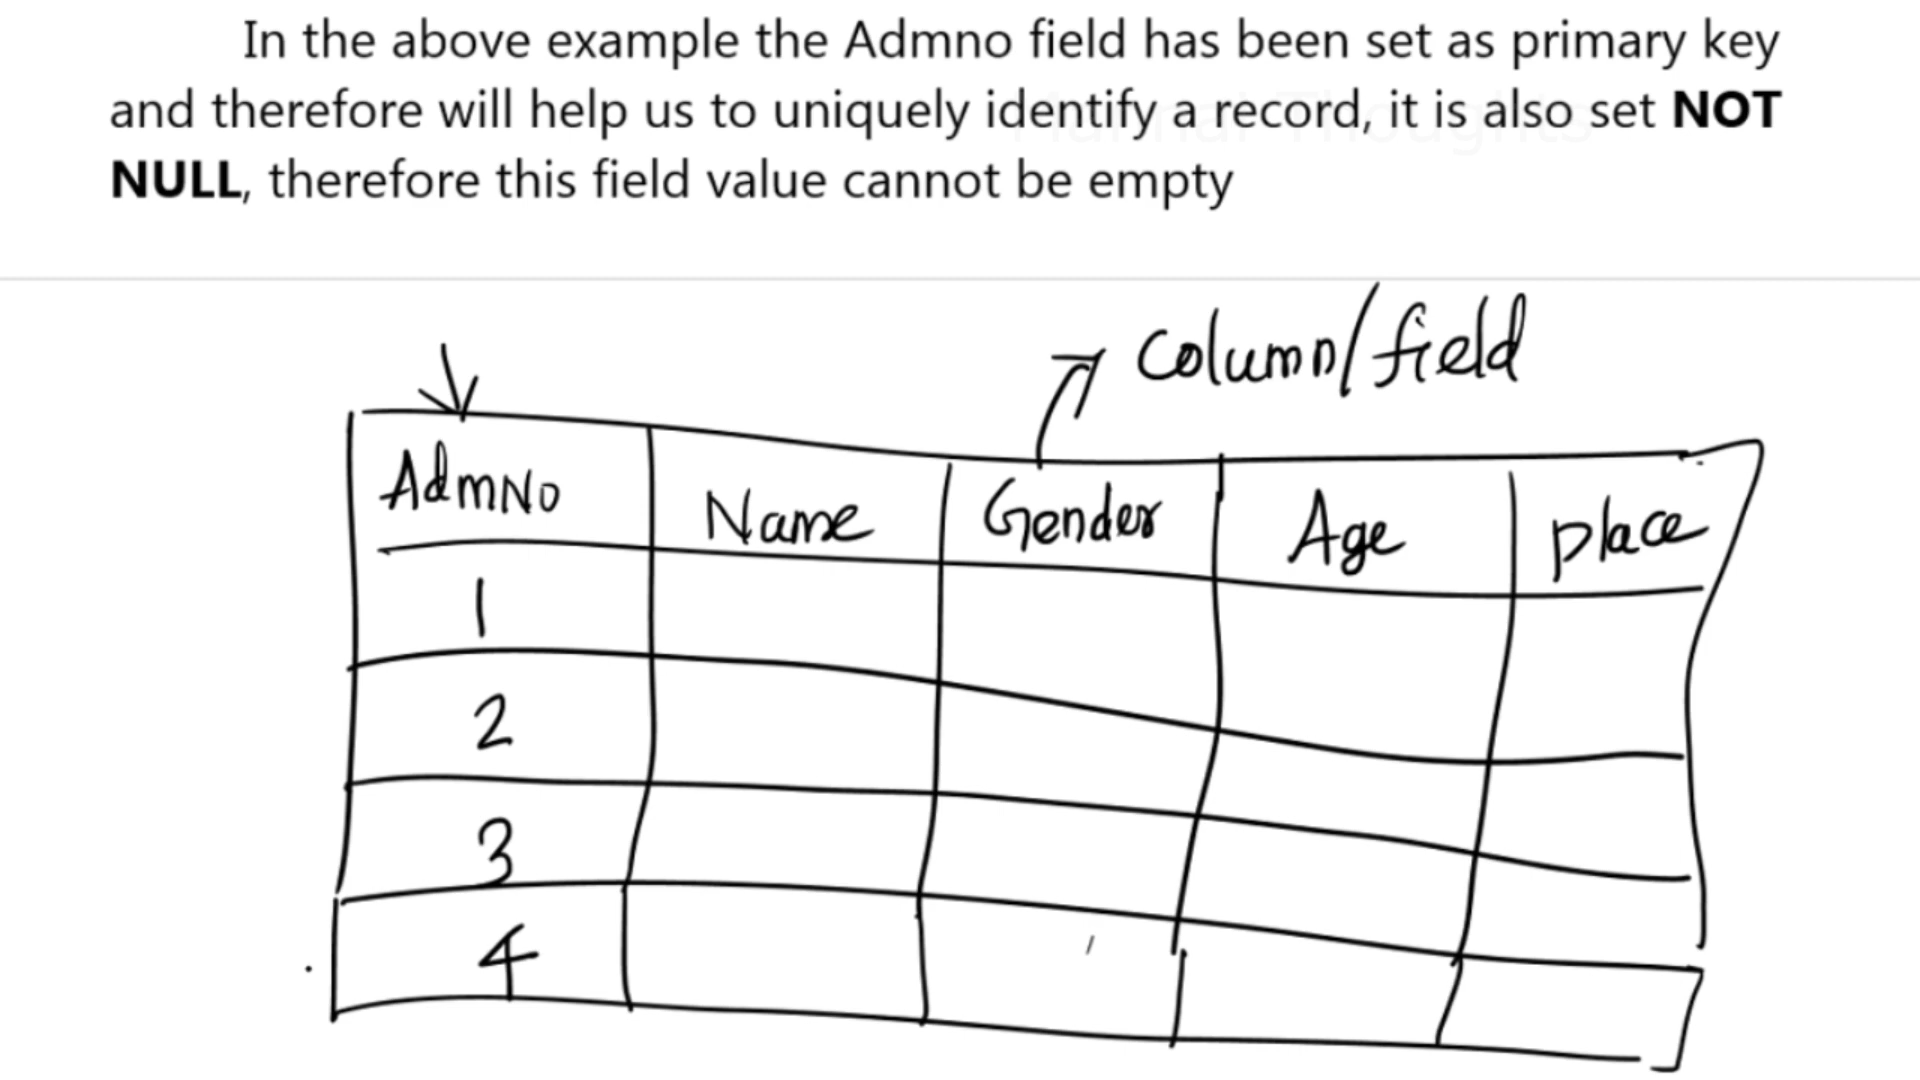 In the above example the Admno field has been set as primary key
and therefore will help us to uniquely identify a record, it is also set NOT
NULL, therefore this field value cannot be empty
Column/field
AdmNo Name Gender Age place
1
2
3
4